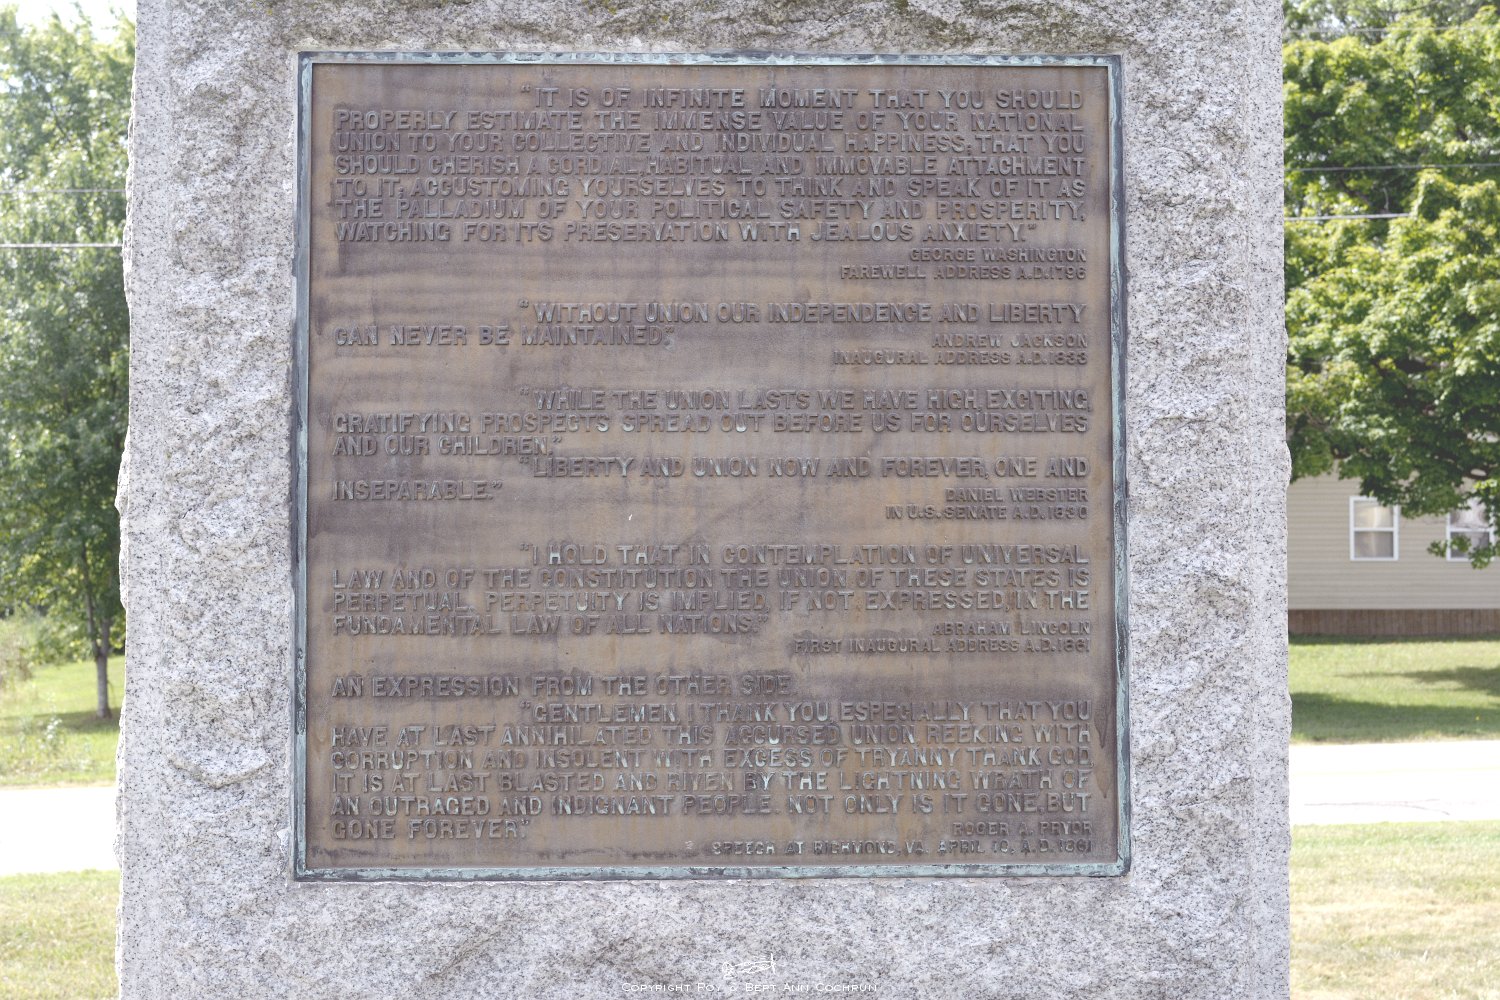 "IT IS OF INFINITE MOMENT THAT YOU SHOULD
PROPERLY ESTIMATE THE IMMENSE VALUE OF YOUR NATIONAL
UNION TO YOUR COLLECTIVE AND INDIVIDUAL HAPPINESS; THAT YOU
SHOULD CHERISH A CORDIAL, HABITUAL AND IMMOVABLE ATTACHMENT
TO IT; ACCUSTOMING YOURSELVES TO THINK AND SPEAK OF IT AS
THE PALLADIUM OF YOUR POLITICAL SAFETY AND PROSPERITY,
WATCHING FOR ITS PRESERVATION WITH JEALOUS ANXIETY."
GEORGE WASHINGTON
FAREWELL ADDRESS A.D.1796
"WITHOUT UNION OUR INDEPENDENCE AND LIBERTY
CAN NEVER BE MAINTAINED."
ANDREW JACKSON
INAUGURAL ADDRESS A.D.1833
"WHILE THE UNION LASTS WE HAVE HIGH, EXCITING,
GRATIFYING PROSPECTS SPREAD OUT BEFORE US FOR OURSELVES
AND OUR CHILDREN."
"LIBERTY AND UNION NOW AND FOREVER, ONE AND
INSEPARABLE."
DANIEL WEBSTER
IN U.S. SENATE A.D.1830
"I HOLD THAT IN CONTEMPLATION OF UNIVERSAL
LAW AND OF THE CONSTITUTION THE UNION OF THESE STATES IS
PERPETUAL. PERPETUITY IS IMPLIED, IF NOT EXPRESSED, IN THE
FUNDAMENTAL LAW OF ALL NATIONS."
ABRAHAM LINCOLN
FIRST INAUGURAL ADDRESS A.D.1861
AN EXPRESSION FROM THE OTHER SIDE.
"GENTLEMEN, I THANK YOU, ESPECIALLY, THAT YOU
HAVE AT LAST ANNIHILATED THIS ACCURSED UNION, REEKING WITH
CORRUPTION AND INSOLENT WITH EXCESS OF TRYANNY THANK GOD,
IT IS AT LAST BLASTED AND RIVEN BY THE LIGHTNING WRATH OF
AN OUTRAGED AND INDIGNANT PEOPLE. NOT ONLY IS IT GONE, BUT
GONE FOREVER."
ROGER A. PRYOR
SPEECH AT RICHMOND, VA. APRIL 10, A.D.1861
COPYRIGHT ROY & BEPT ANN COCHRUN